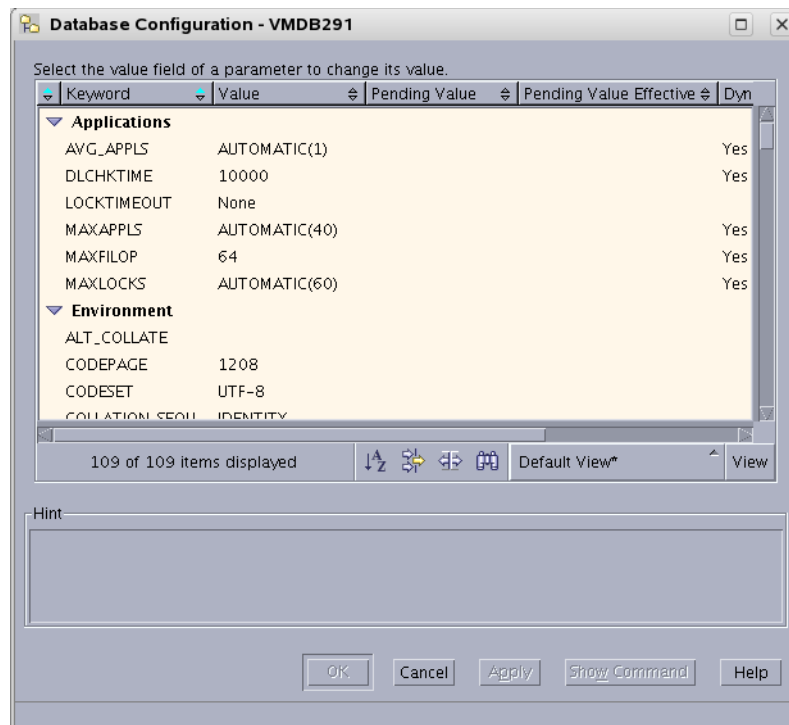 Database Configuration - VMDB291
Select the value field of a parameter to change its value.
Keyword Value Pending Value Pending Value Effective Dyn
Applications
AVG_APPLS AUTOMATIC(1) Yes
DLCHKTIME 10000 Yes
LOCKTIMEOUT None
MAXAPPLS AUTOMATIC(40) Yes
MAXFILOP 64 Yes
MAXLOCKS AUTOMATIC(60) Yes
Environment
ALT_COLLATE
CODEPAGE 1208
CODESET UTF-8
COLLATION_SEQU IDENTITY
109 of 109 items displayed Default View* View
Hint
OK Cancel Apply Show Command Help